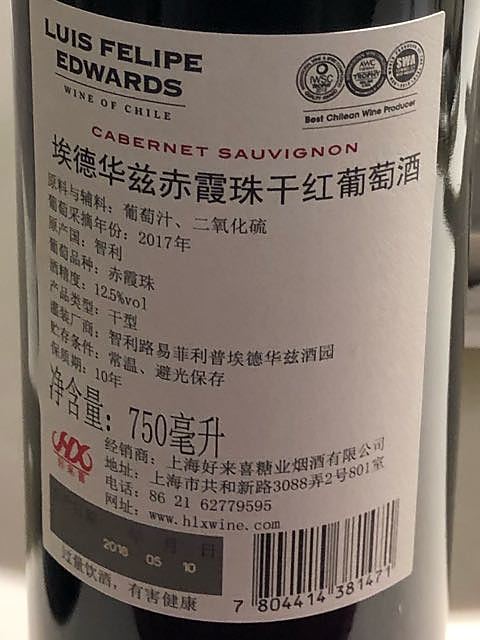 LUIS FELIPE
EDWARDS
WINE OF CHILE
IWSC
TROPHY
AWC
TROPHY
SWA
Best Chilean Wine Producer
CABERNET SAUVIGNON
埃德华兹赤霞珠干红葡萄酒
原料与辅料：葡萄汁、二氧化硫
葡萄采摘年份：2017年
原产国：智利
葡萄品种：赤霞珠
酒精度：12.5%vol
产品类型：干型
灌装厂商：智利路易菲利普埃德华兹酒园
贮存条件：常温、避光保存
保质期：10年
净含量：750毫升
HX
经销商：上海好来喜糖业烟酒有限公司
地址：上海市共和新路3088弄2号801室
电话：86 21 62779595
网址：www.hlxwine.com
年 月 日
2018 05 10
过量饮酒，有害健康
7 804414 381471